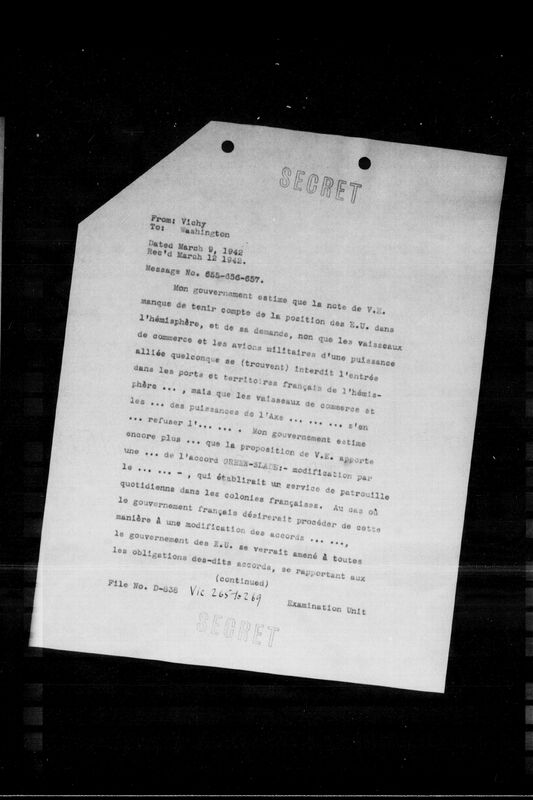 SECRET
From: Vichy
To: Washington
Dated March 9, 1942
Rec'd March 12 1942.
Message No. 655-656-657.
Mon gouvernement estime que la note de V.E.
manque de tenir compte de la position des E.U. dans
l'hémisphère, et de sa demande, non que les vaisseaux
de commerce et les avions militaires d'une puissance
alliée quelconque se (trouvent) interdit l'entrée
dans les ports et territoires français de l'hémis-
phère ... , mais que les vaisseaux de commerce et
les ... des puissances de l'Axe ... ... ... s'en
... refuser l'... ... . Mon gouvernement estime
encore plus ... que la proposition de V.E. apporte
une ... de l'accord GREEN-SLADE:- modification par
le ... ... - , qui établirait un service de patrouille
quotidienne dans les colonies françaises. Au cas où
le gouvernement français désirerait procéder de cette
manière à une modification des accords ... ...,
le gouvernement des E.U. se verrait amené à toutes
les obligations des-dits accords, se rapportant aux
(continued)
File No. D-838 Vic 265 to 269
Examination Unit
SECRET